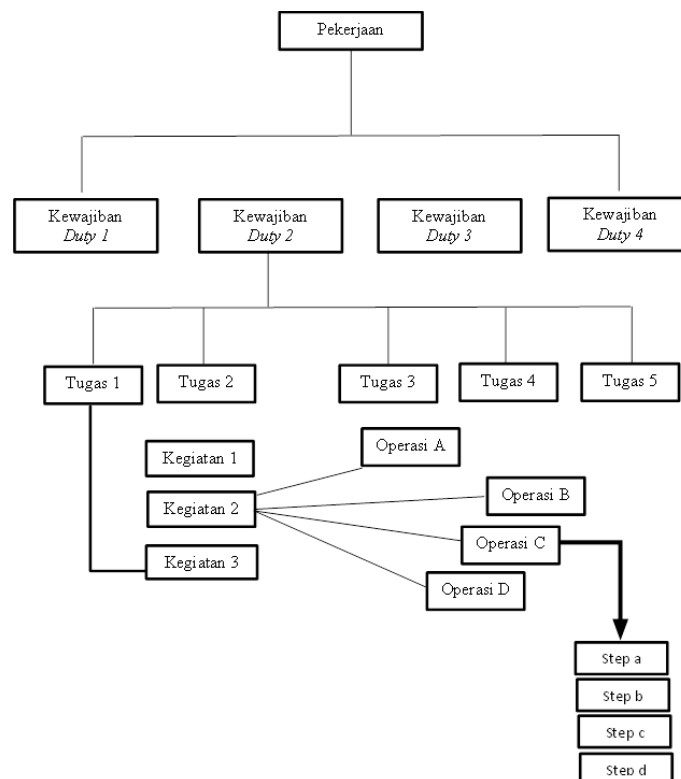 Pekerjaan
Kewajiban
Duty 1
Kewajiban
Duty 2
Kewajiban
Duty 3
Kewajiban
Duty 4
Tugas 1
Tugas 2
Tugas 3
Tugas 4
Tugas 5
Kegiatan 1
Kegiatan 2
Kegiatan 3
Operasi A
Operasi B
Operasi C
Operasi D
Step a
Step b
Step c
Step d